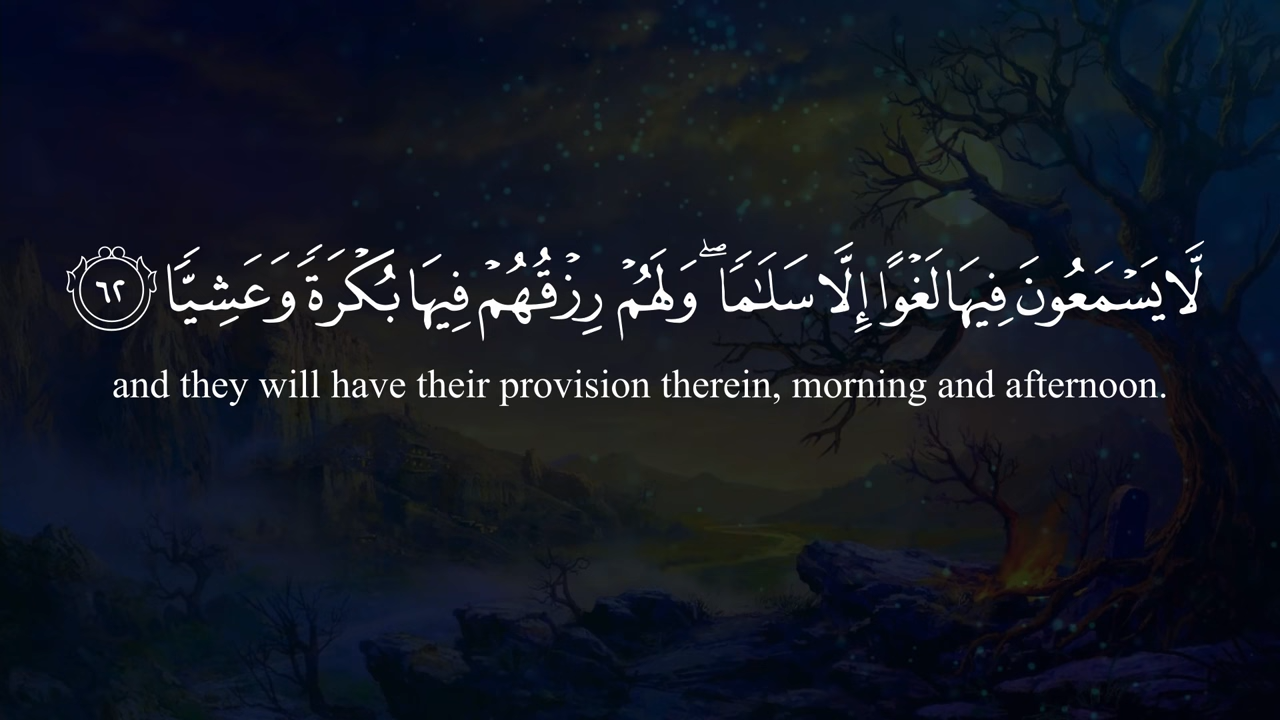 لَّا يَسْمَعُونَ فِيهَا لَغْوًا إِلَّا سَلَٰمًا ۖ وَلَهُمْ رِزْقُهُمْ فِيهَا بُكْرَةً وَعَشِيًّا ٦٢
and they will have their provision therein, morning and afternoon.